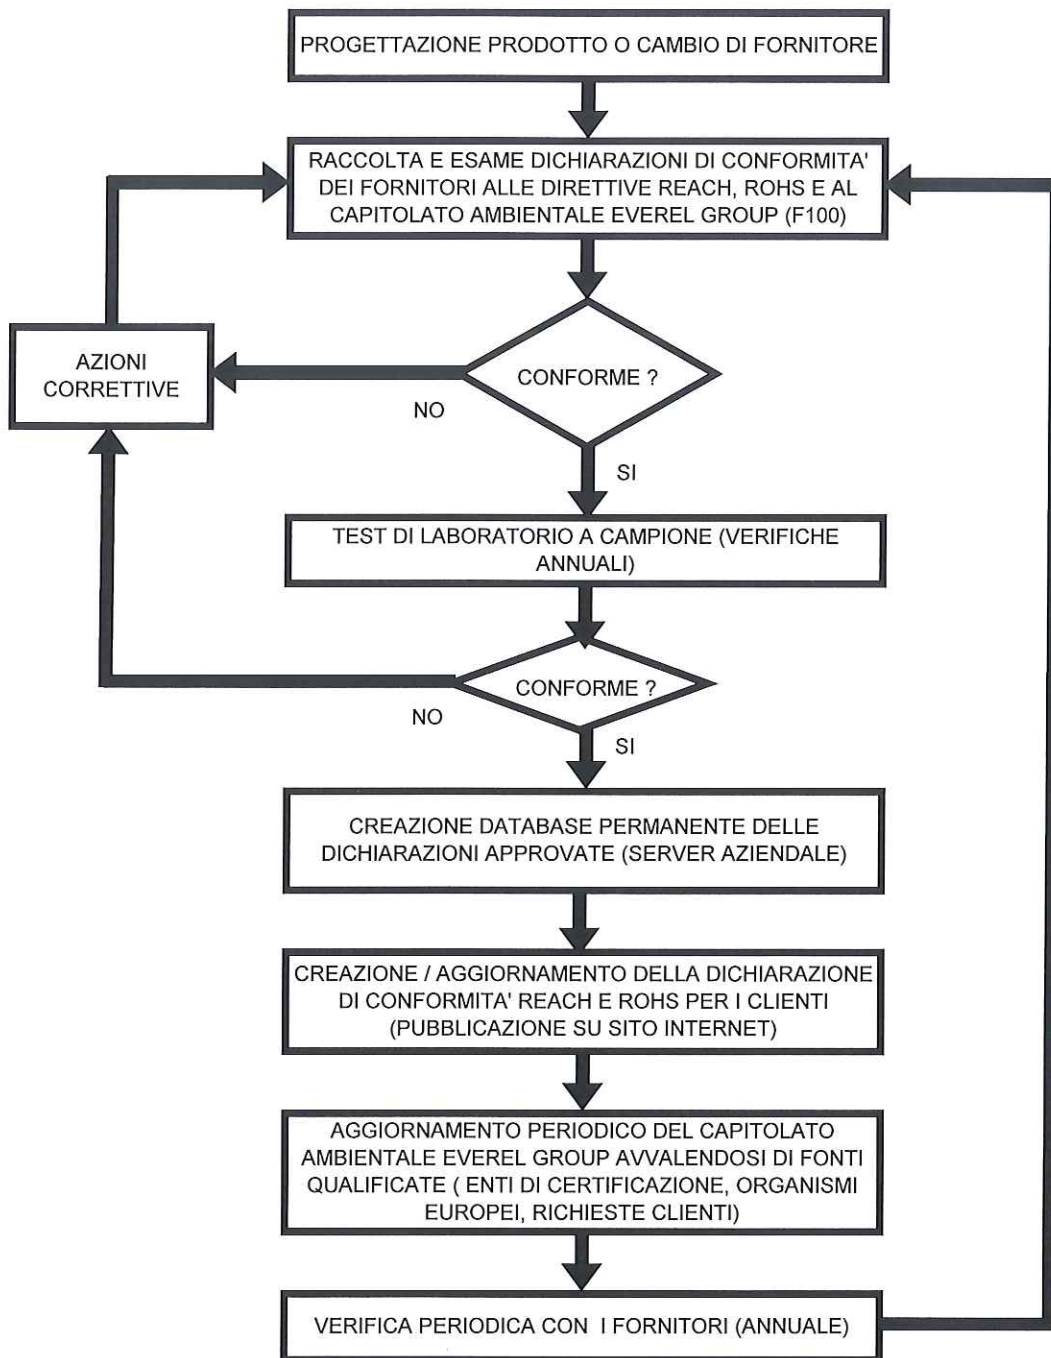 PROGETTAZIONE PRODOTTO O CAMBIO DI FORNITORE
RACCOLTA E ESAME DICHIARAZIONI DI CONFORMITA'
DEI FORNITORI ALLE DIRETTIVE REACH, ROHS E AL
CAPITOLATO AMBIENTALE EVEREL GROUP (F100)
AZIONI
CORRETTIVE
CONFORME ?
NO
SI
TEST DI LABORATORIO A CAMPIONE (VERIFICHE
ANNUALI)
CONFORME ?
NO
SI
CREAZIONE DATABASE PERMANENTE DELLE
DICHIARAZIONI APPROVATE (SERVER AZIENDALE)
CREAZIONE / AGGIORNAMENTO DELLA DICHIARAZIONE
DI CONFORMITA' REACH E ROHS PER I CLIENTI
(PUBBLICAZIONE SU SITO INTERNET)
AGGIORNAMENTO PERIODICO DEL CAPITOLATO
AMBIENTALE EVEREL GROUP AVVALENDOSI DI FONTI
QUALIFICATE ( ENTI DI CERTIFICAZIONE, ORGANISMI
EUROPEI, RICHIESTE CLIENTI)
VERIFICA PERIODICA CON I FORNITORI (ANNUALE)